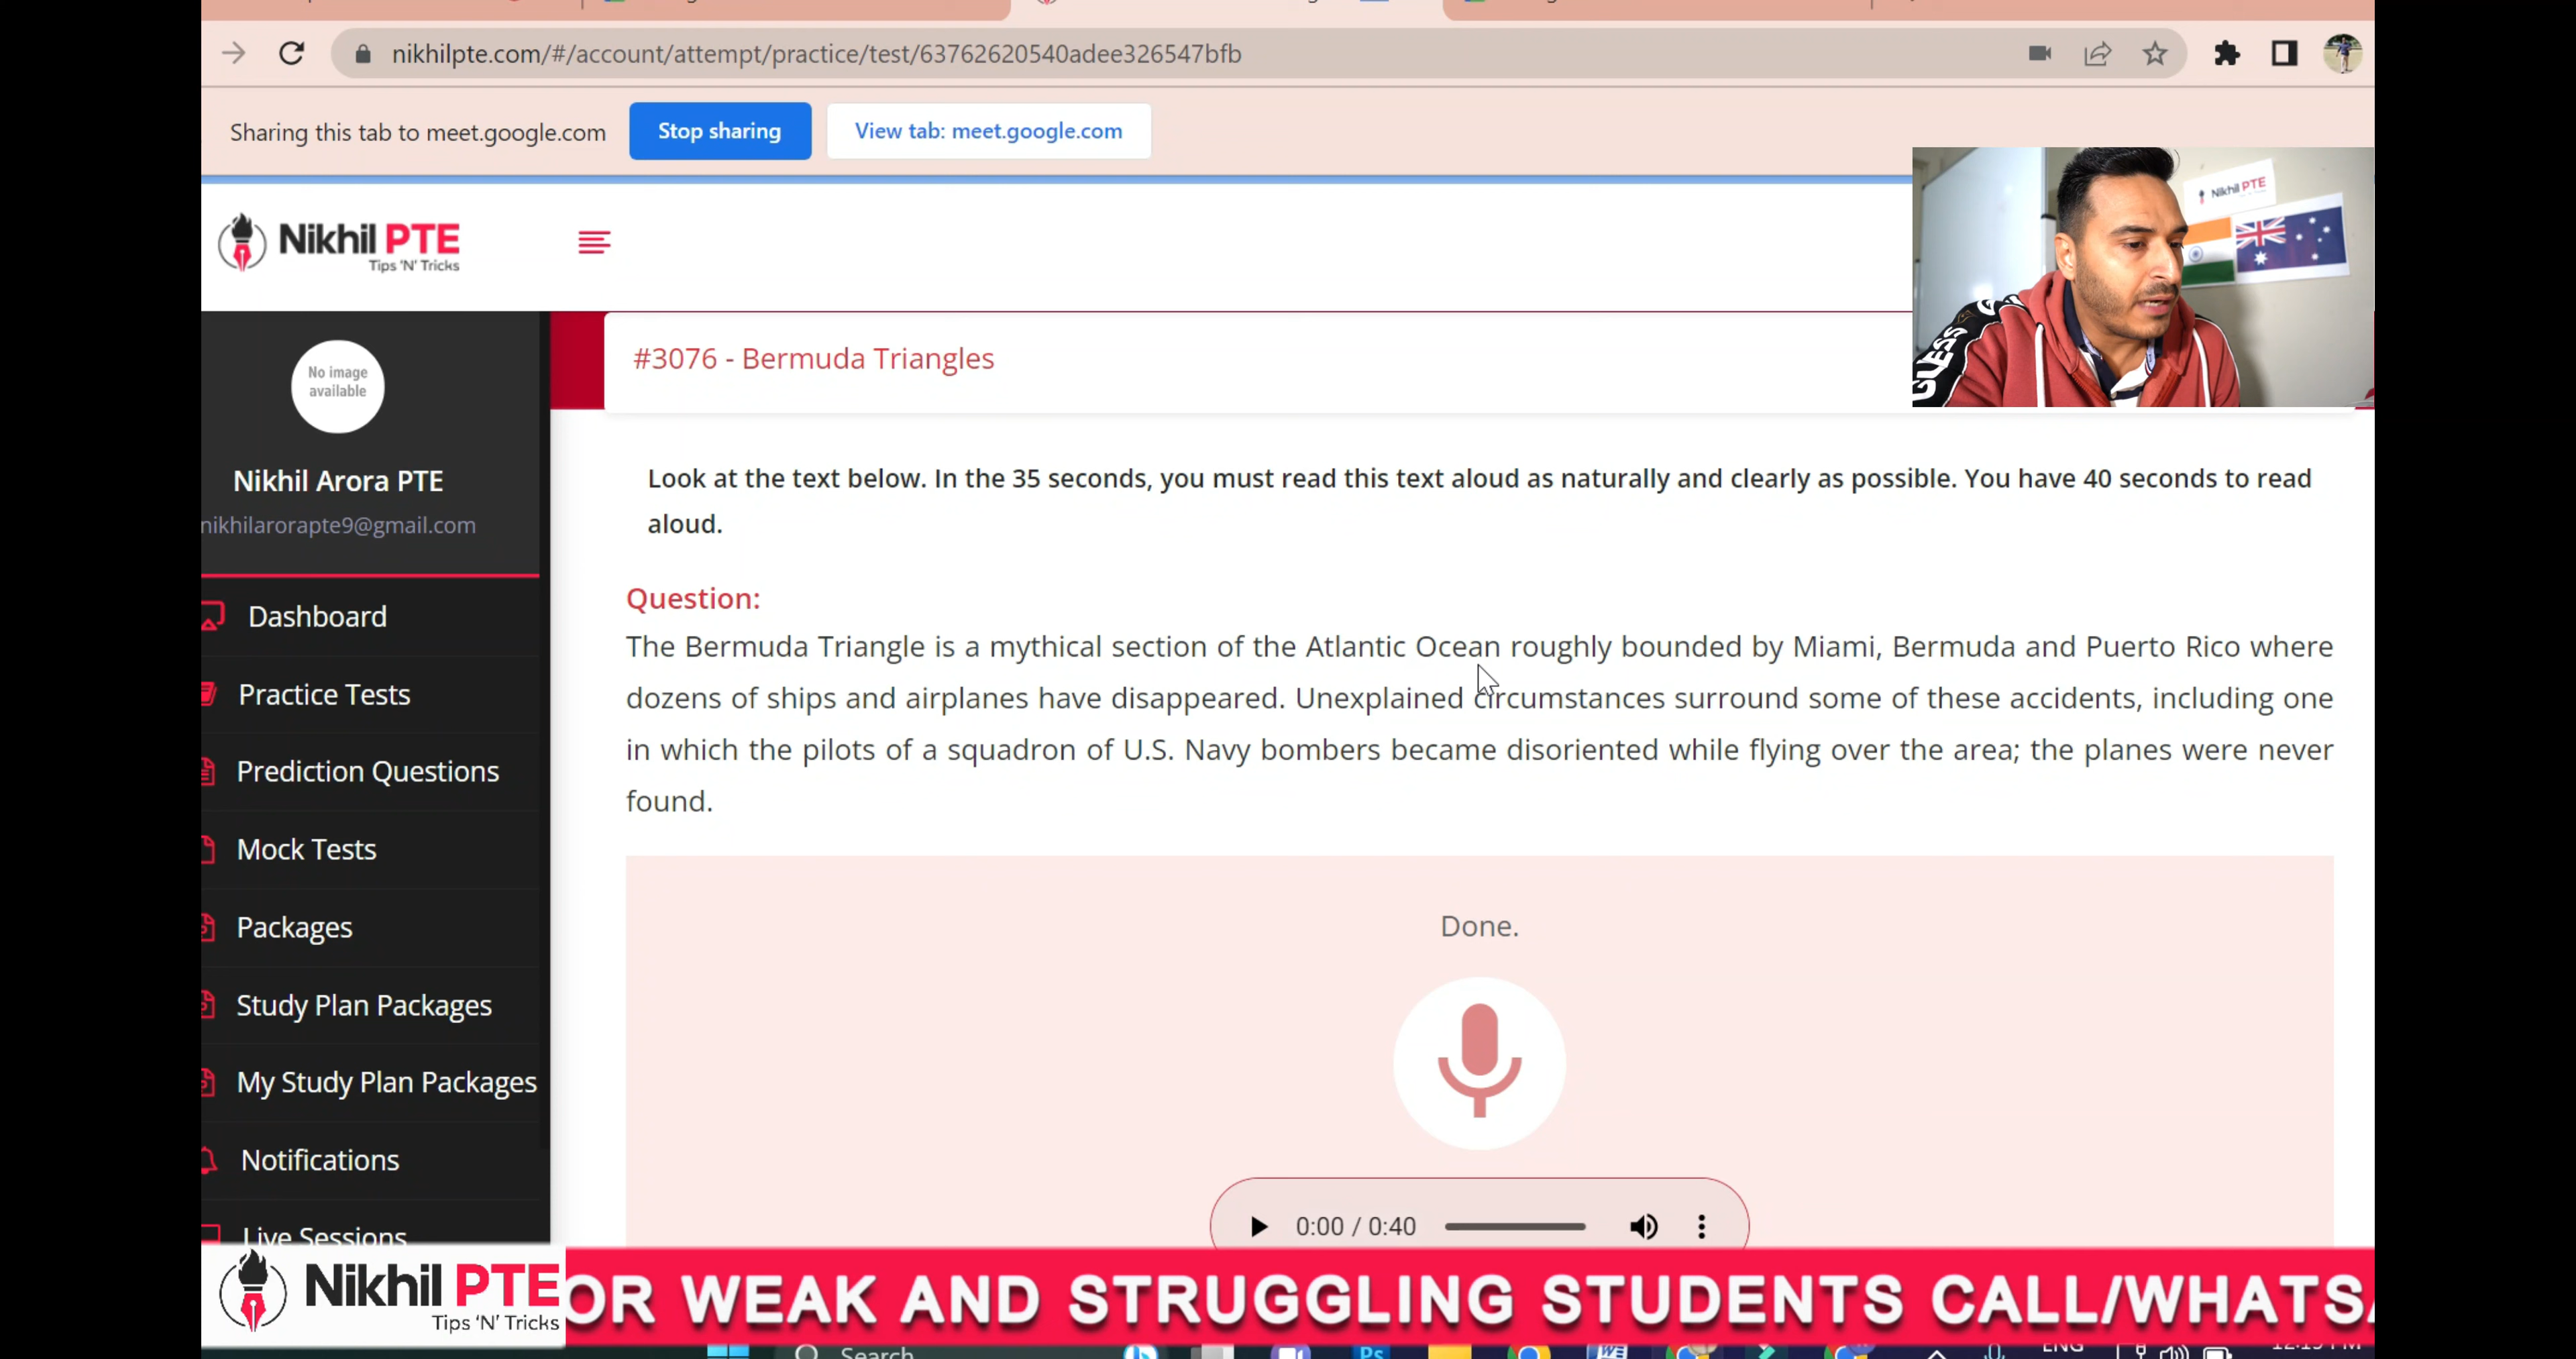 nikhilpte.com/#/account/attempt/practice/test/63762620540adee326547bfb
Sharing this tab to meet.google.com
Stop sharing
View tab: meet.google.com
Nikhil PTE
Tips 'N' Tricks
Nikhil PTE
GUESS
#3076 - Bermuda Triangles
No image
available
Nikhil Arora PTE
nikhilarorapte9@gmail.com
Dashboard
Practice Tests
Prediction Questions
Mock Tests
Packages
Study Plan Packages
My Study Plan Packages
Notifications
Live Sessions
Look at the text below. In the 35 seconds, you must read this text aloud as naturally and clearly as possible. You have 40 seconds to read
aloud.
Question:
The Bermuda Triangle is a mythical section of the Atlantic Ocean roughly bounded by Miami, Bermuda and Puerto Rico where
dozens of ships and airplanes have disappeared. Unexplained circumstances surround some of these accidents, including one
in which the pilots of a squadron of U.S. Navy bombers became disoriented while flying over the area; the planes were never
found.
Done.
0:00 / 0:40
Nikhil PTE
Tips 'N' Tricks
OR WEAK AND STRUGGLING STUDENTS CALL/WHATSA
Search
Ps
ENG